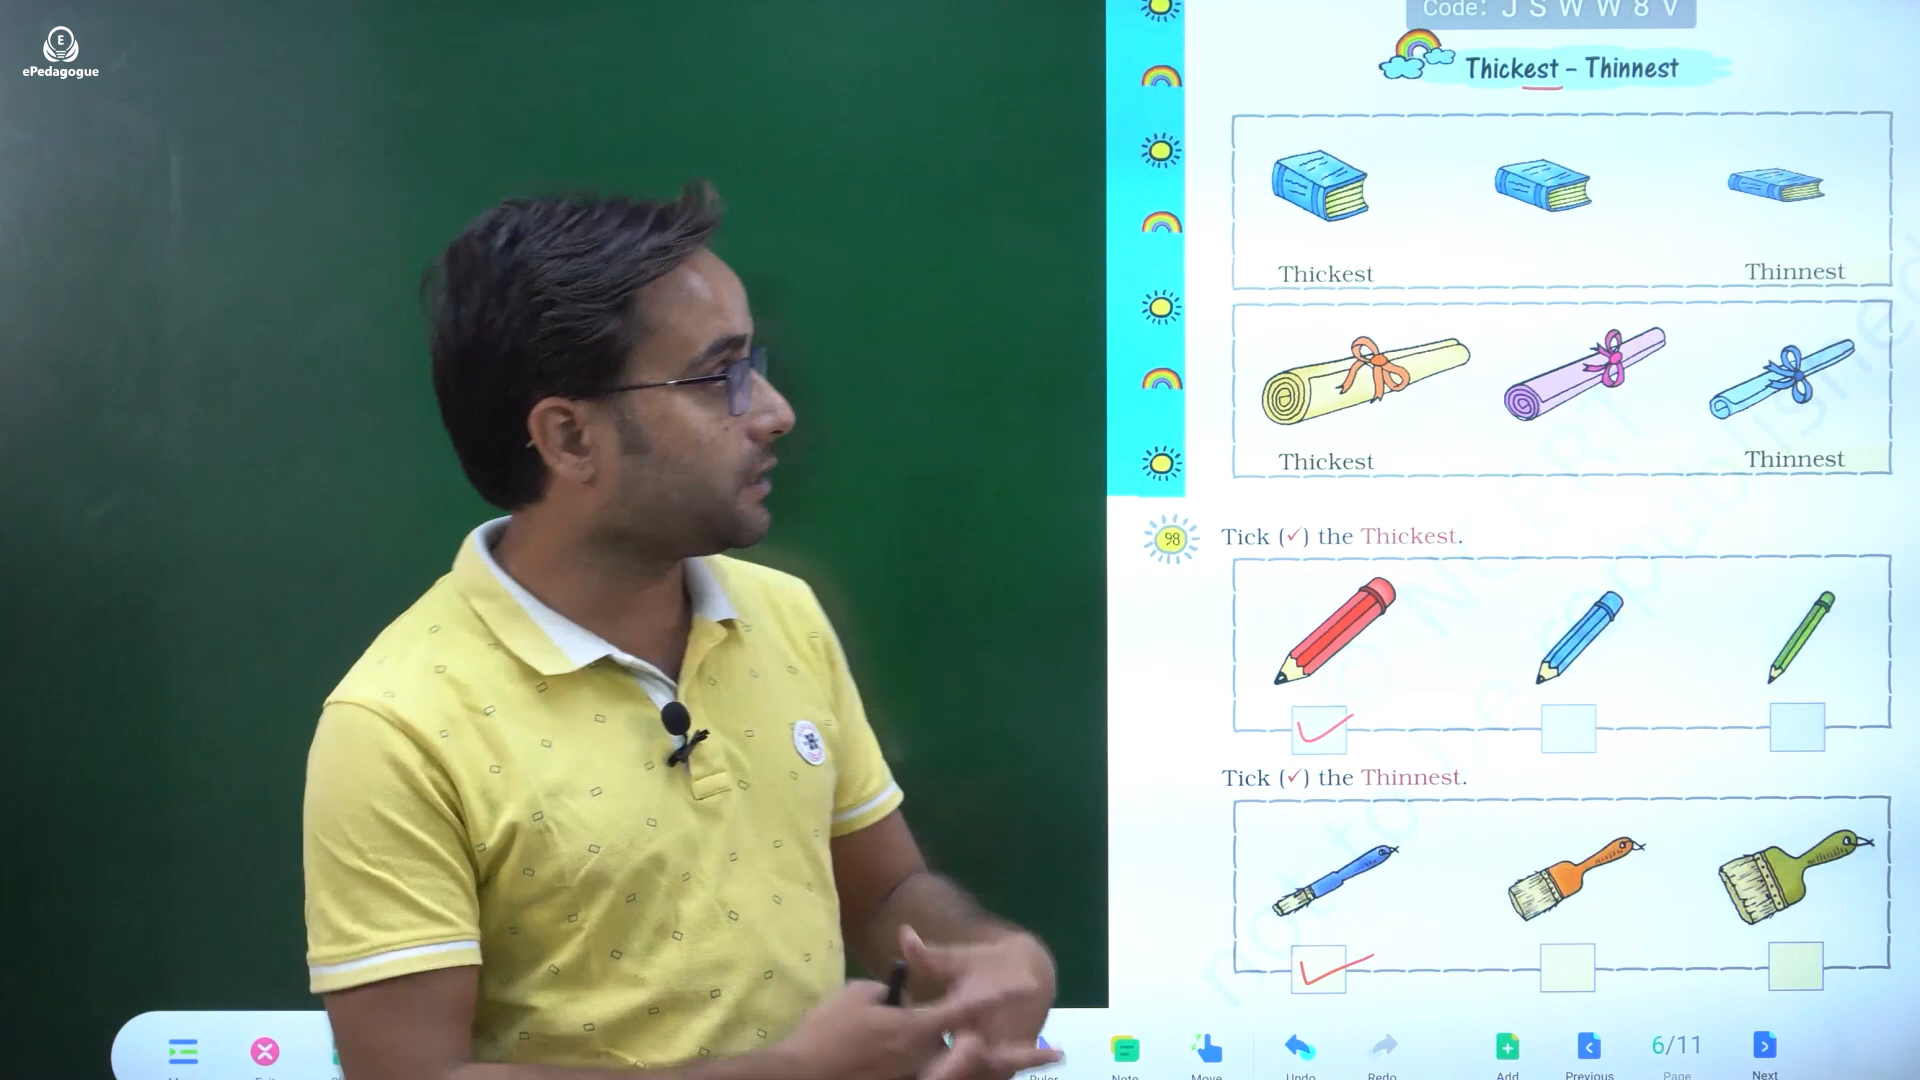 E
ePedagogue
Code: J S W W 8 V
Thickest - Thinnest
Thickest
Thinnest
Thickest
Thinnest
98
Tick (✓) the Thickest.
Tick (✓) the Thinnest.
Undo
Redo
Add
Previous
6/11
Page
Next
Ruler
Note
Move